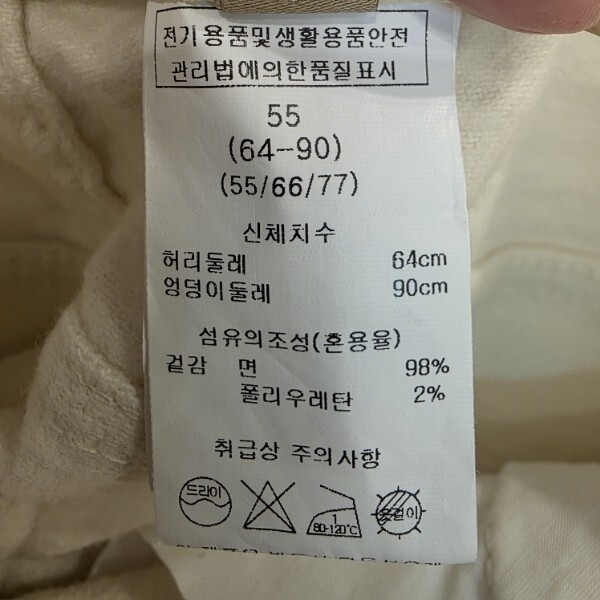 전기용품및생활용품안전
관리법에의한품질표시
55
(64-90)
(55/66/77)
신체치수
허리둘레 64cm
엉덩이둘레 90cm
섬유의조성(혼용율)
겉감 면 98%
폴리우레탄 2%
취급상 주의사항
드라이
1
80-120℃
옷걸이